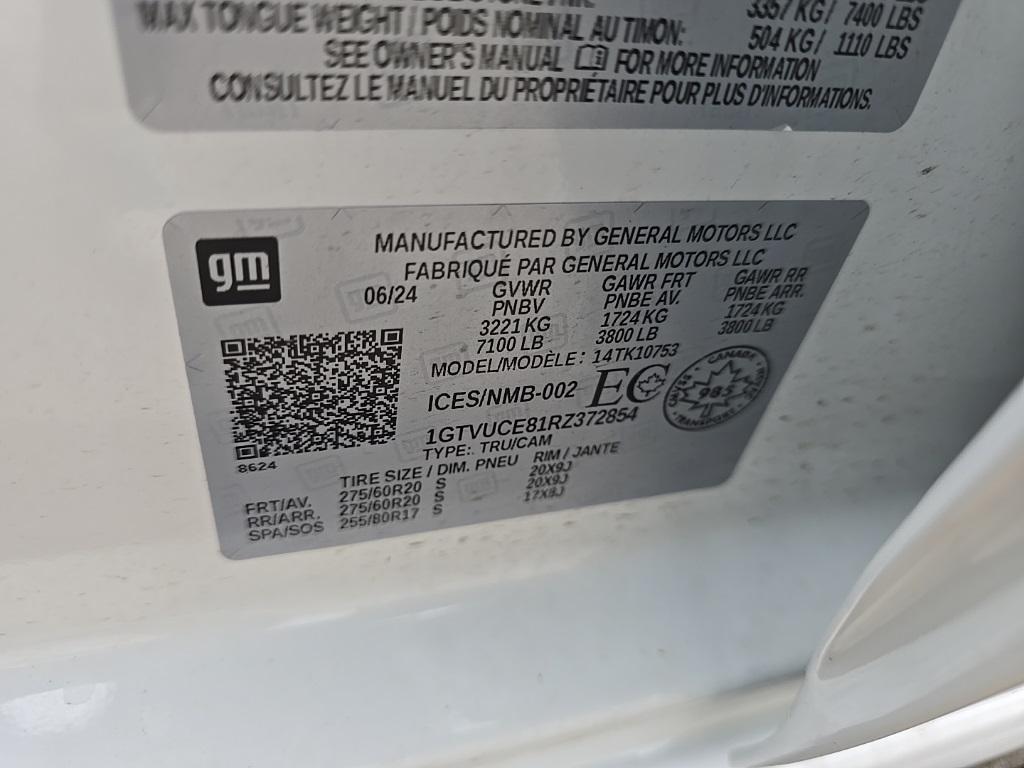 3357 KG / 7400 LBS
MAX TONGUE WEIGHT / POIDS NOMINAL AU TIMON: 504 KG / 1110 LBS
SEE OWNER'S MANUAL FOR MORE INFORMATION
CONSULTEZ LE MANUEL DU PROPRIÉTAIRE POUR PLUS D'INFORMATIONS.
gm
MANUFACTURED BY GENERAL MOTORS LLC
FABRIQUÉ PAR GENERAL MOTORS LLC
06/24 GVWR GAWR FRT GAWR RR
PNBV PNBE AV. PNBE ARR.
3221 KG 1724 KG 1724 KG
7100 LB 3800 LB 3800 LB
MODEL/MODÈLE: 14TK10753
ICES/NMB-002 EC
CANADA
985
TRANSPORT
1GTVUCE81RZ372854
TYPE: TRU/CAM
8624
TIRE SIZE / DIM. PNEU RIM / JANTE
FRT/AV. 275/60R20 S 20X9J
RR/ARR. 275/60R20 S 20X9J
SPA/SOS 255/80R17 S 17X8J